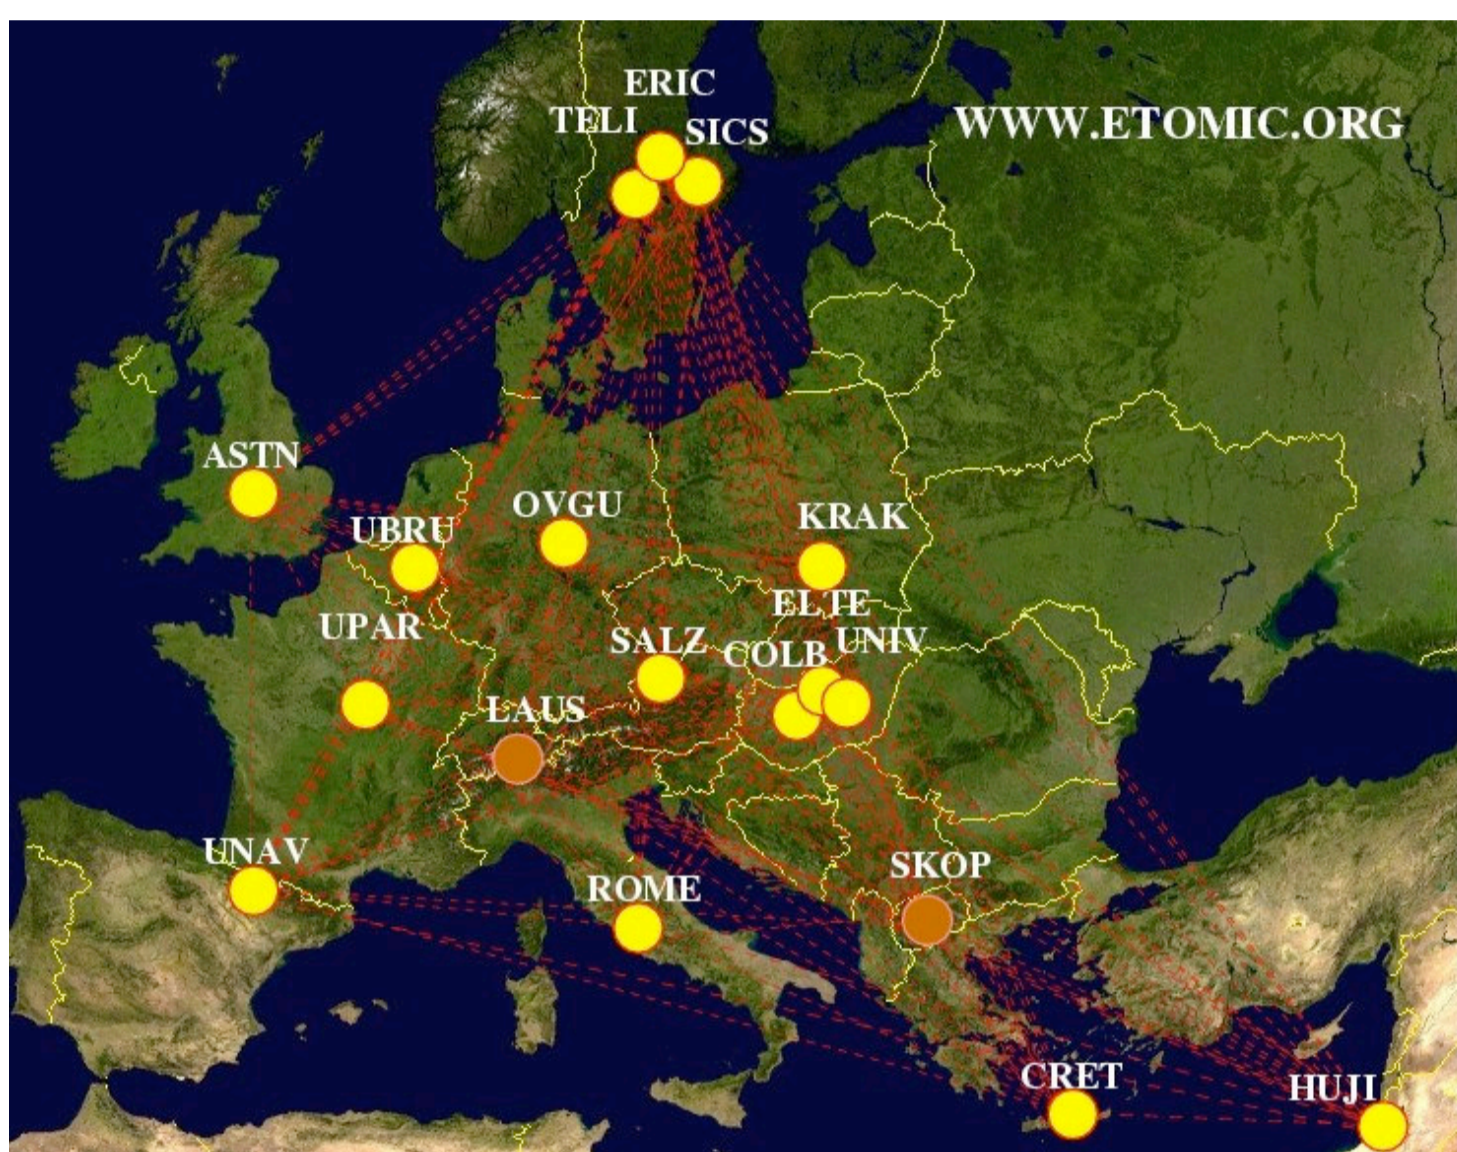 ERIC
TELI
SICS
WWW.ETOMIC.ORG
ASTN
OVGU
KRAK
UBRU
ELTE
UPAR
SALZ
COLB
UNIV
LAUS
UNAV
ROME
SKOP
CRET
HUJI